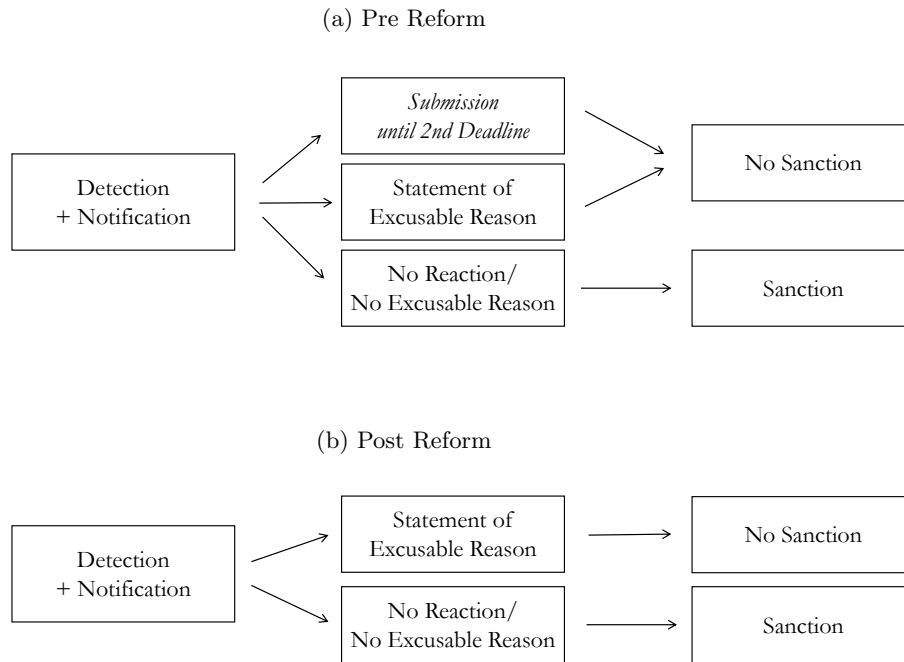 (a) Pre Reform
Submission
until 2nd Deadline
Detection
+ Notification
Statement of
Excusable Reason
No Sanction
No Reaction/
No Excusable Reason
Sanction
(b) Post Reform
Detection
+ Notification
Statement of
Excusable Reason
No Sanction
No Reaction/
No Excusable Reason
Sanction